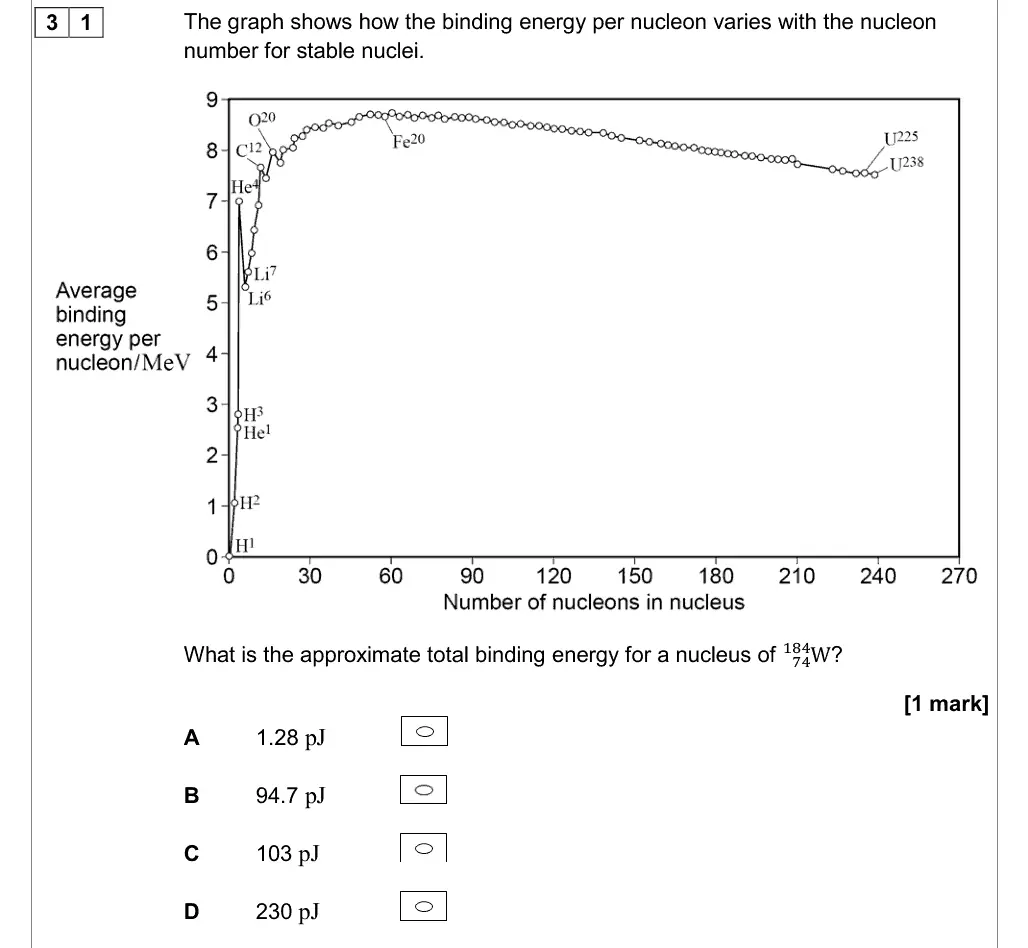 3 1
The graph shows how the binding energy per nucleon varies with the nucleon
number for stable nuclei.
9
8
7
6
5
4
3
2
1
0
O20
C12
He4
Li7
Li6
H3
He1
H2
H1
Fe20
U225
U238
Average
binding
energy per
nucleon/MeV
0 30 60 90 120 150 180 210 240 270
Number of nucleons in nucleus
What is the approximate total binding energy for a nucleus of ¹⁸⁴₇₄W?
[1 mark]
A 1.28 pJ
B 94.7 pJ
C 103 pJ
D 230 pJ